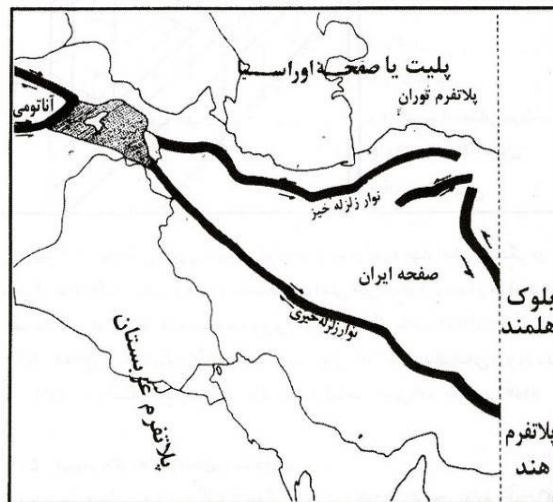 پلیت یا صفحه اوراسیا
پلاتفرم توران
آناتومی
نوار زلزله خیز
صفحه ایران
نوار زلزله خیزی
بلوک
هلمند
پلاتفرم عربستان
پلاتفرم
هند